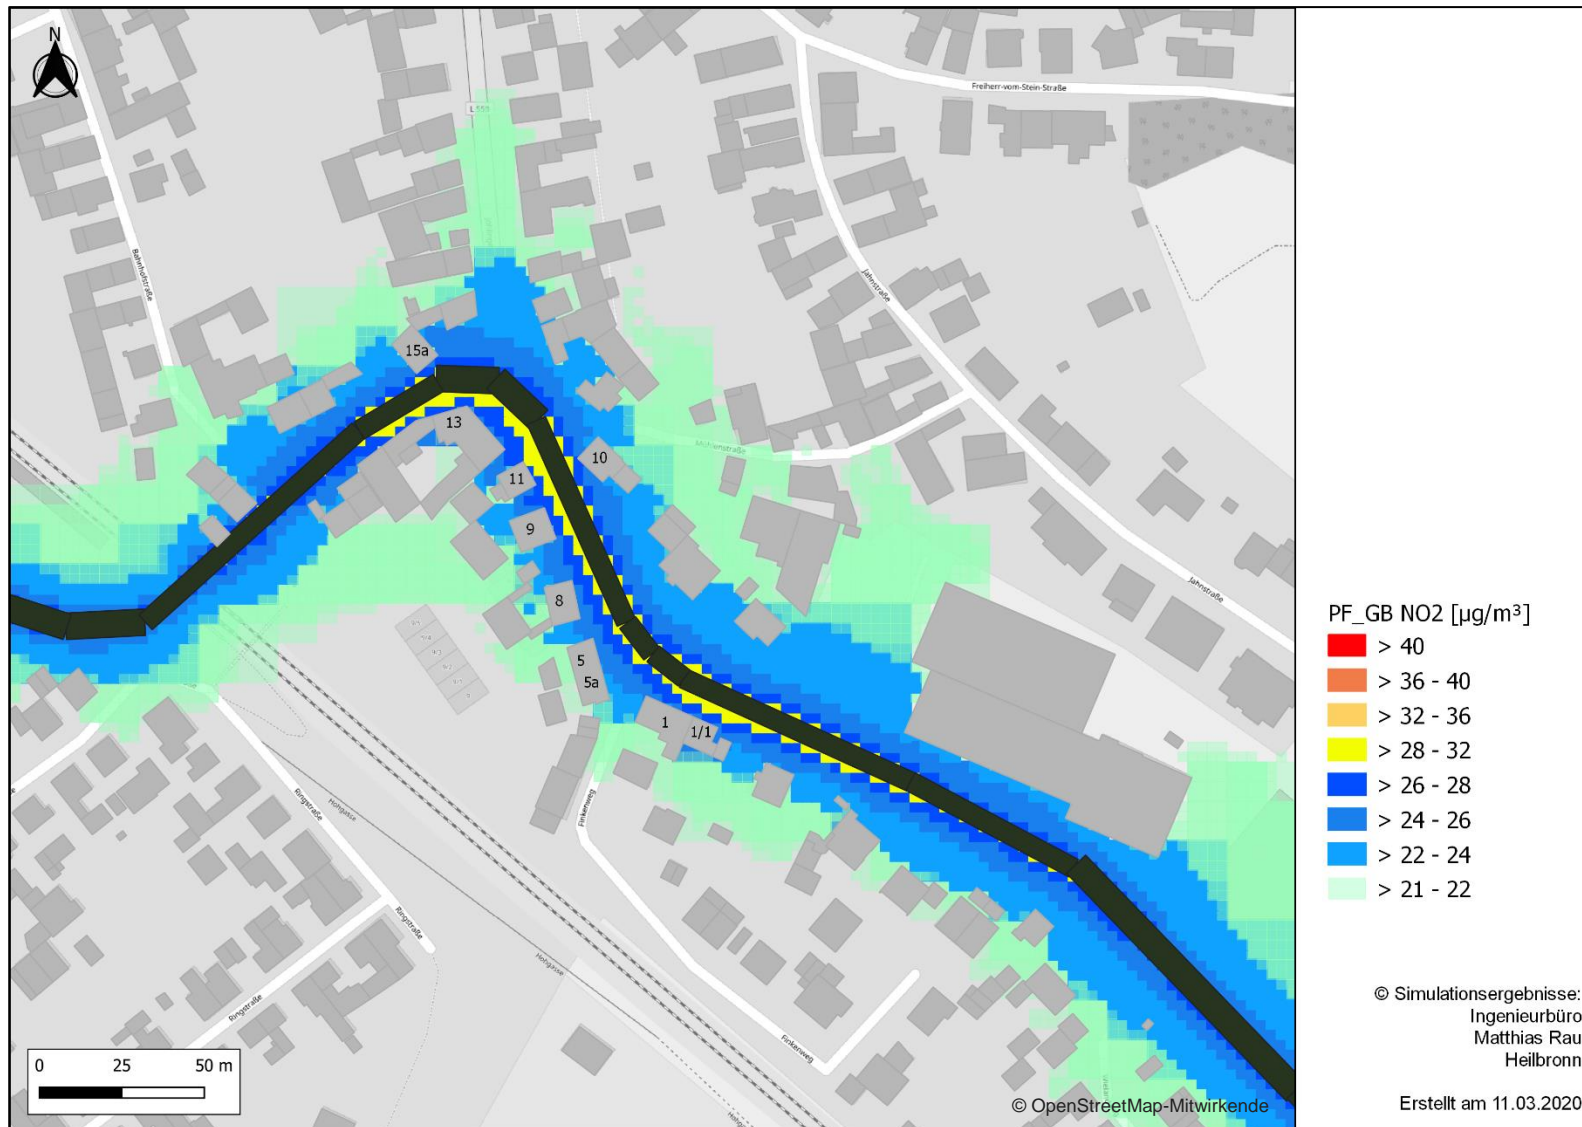 N
L 555
Freiherr-vom-Stein-Straße
Bahnhofstraße
Jahnstraße
15a
13
10
11
9
8
5
5a
1
1/1
Jahnstraße
Ringstraße
Hohgasse
Finkenweg
Ringstraße
Hohgasse
Ringstraße
Finkenweg
0 25 50 m
© OpenStreetMap-Mitwirkende
PF_GB NO2 [µg/m³]
> 40
> 36 - 40
> 32 - 36
> 28 - 32
> 26 - 28
> 24 - 26
> 22 - 24
> 21 - 22
© Simulationsergebnisse:
Ingenieurbüro
Matthias Rau
Heilbronn
Erstellt am 11.03.2020